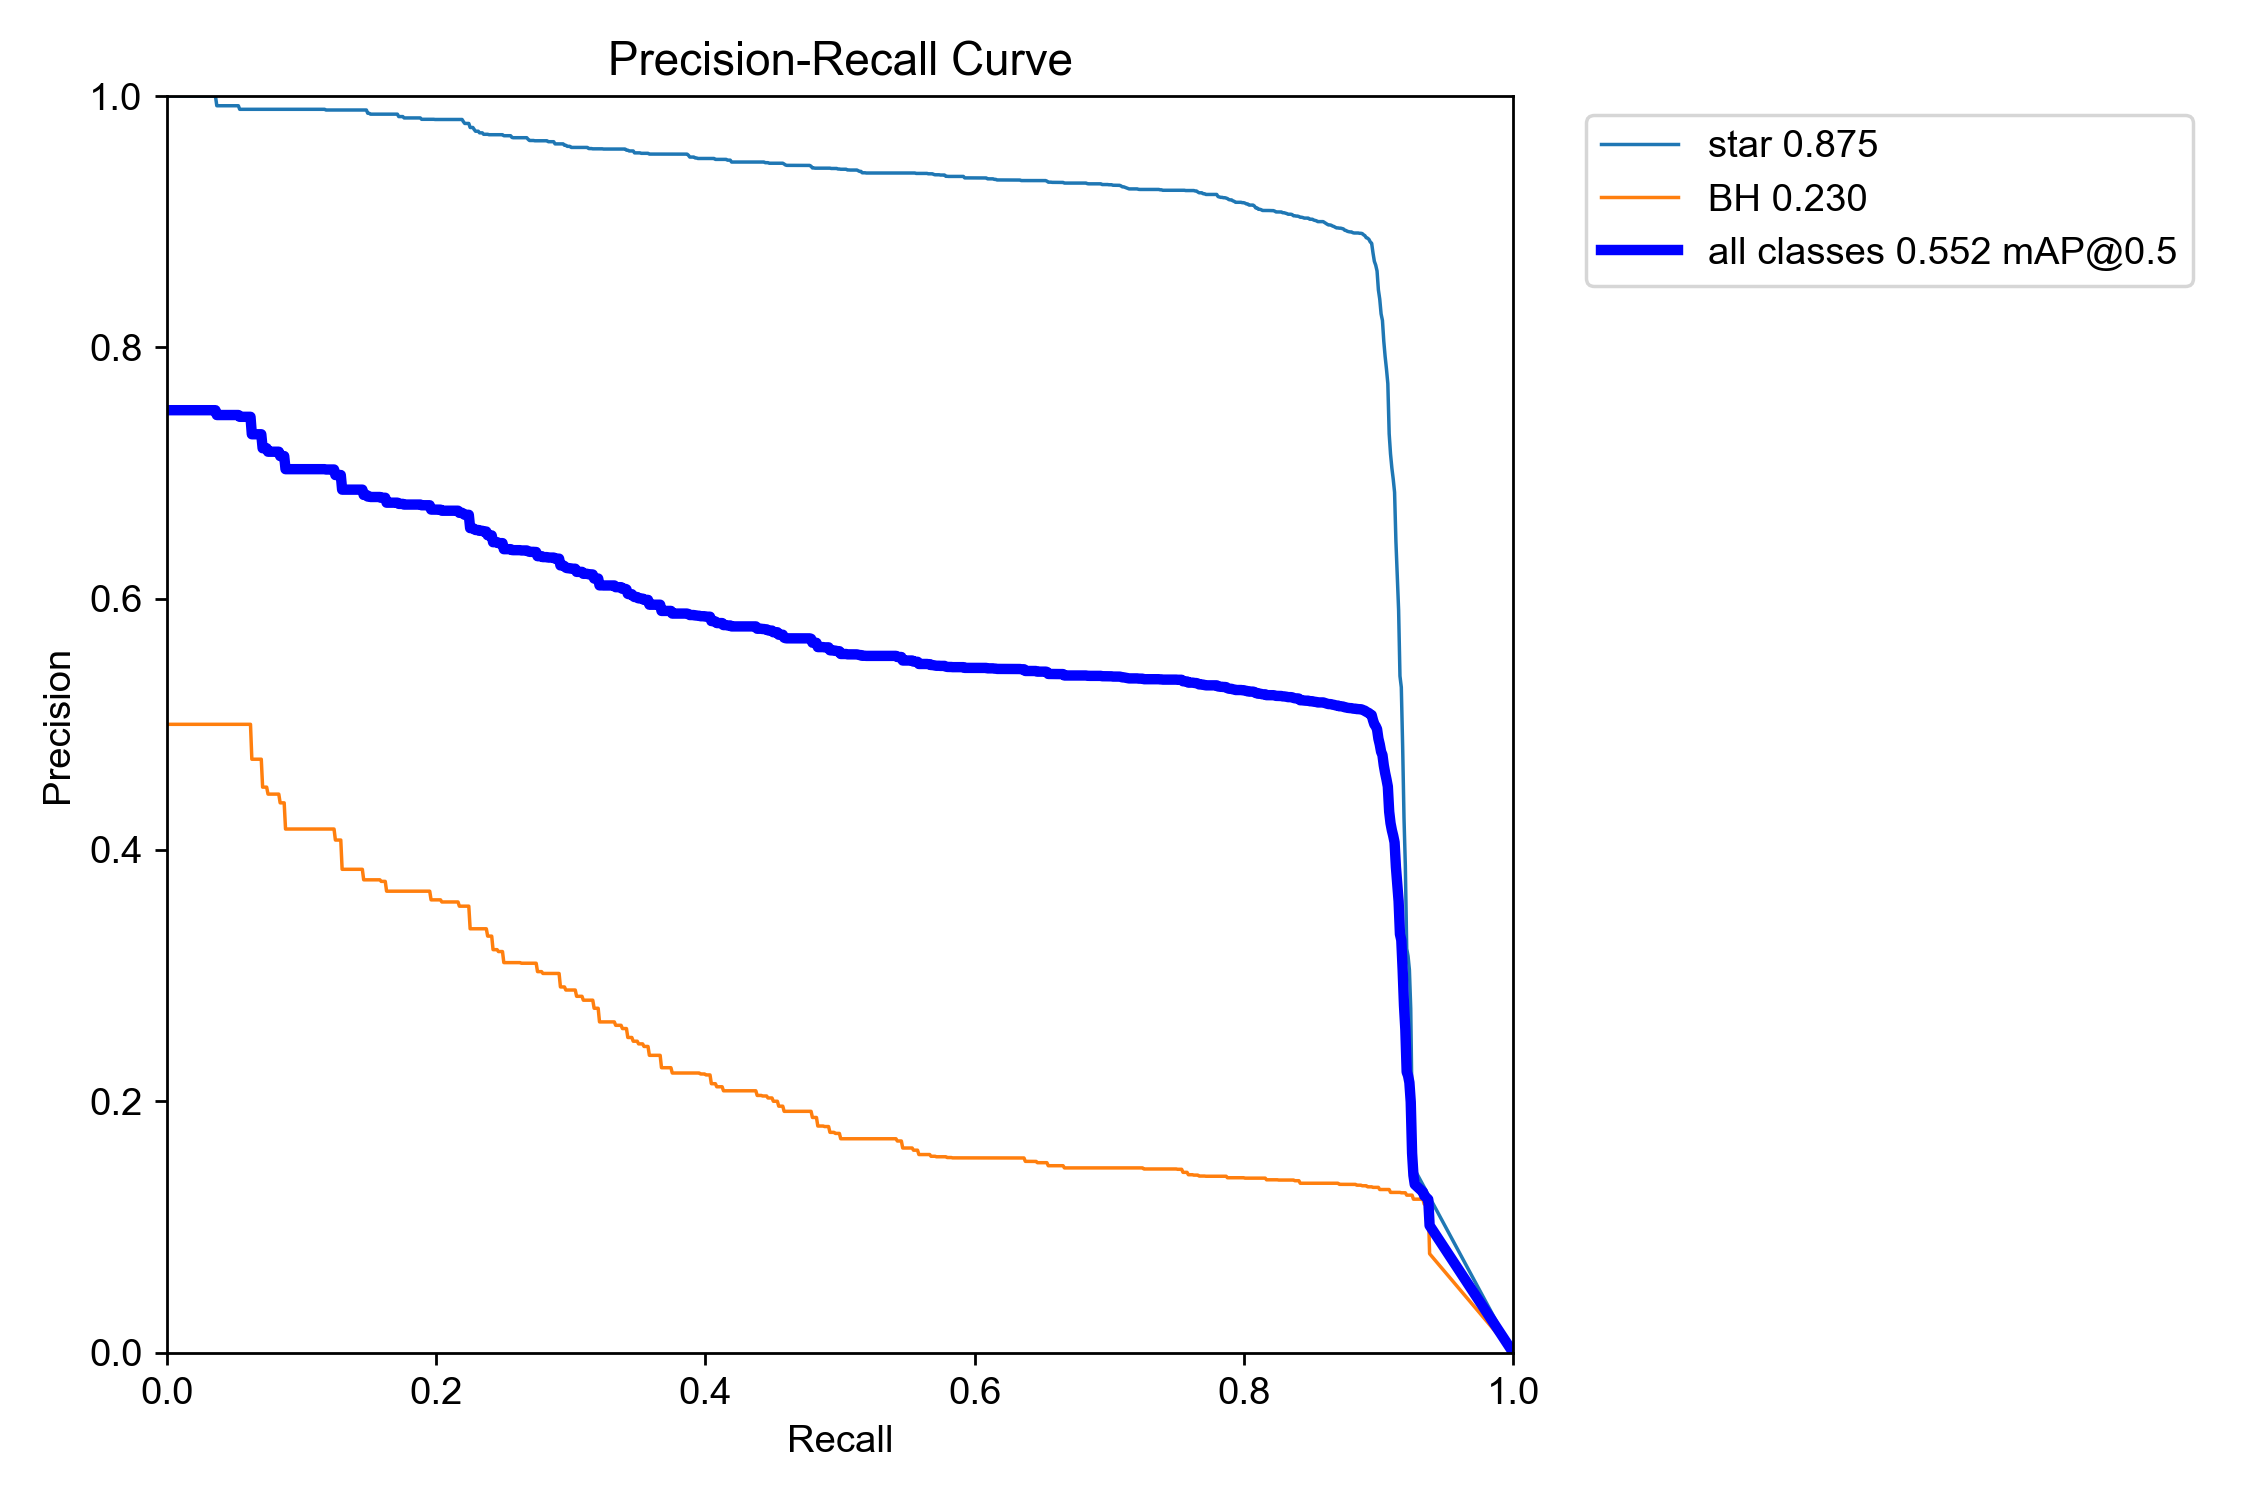 Precision-Recall Curve
1.0
0.8
0.6
0.4
0.2
0.0
Precision
0.0 0.2 0.4 0.6 0.8 1.0
Recall
star 0.875
BH 0.230
all classes 0.552 mAP@0.5